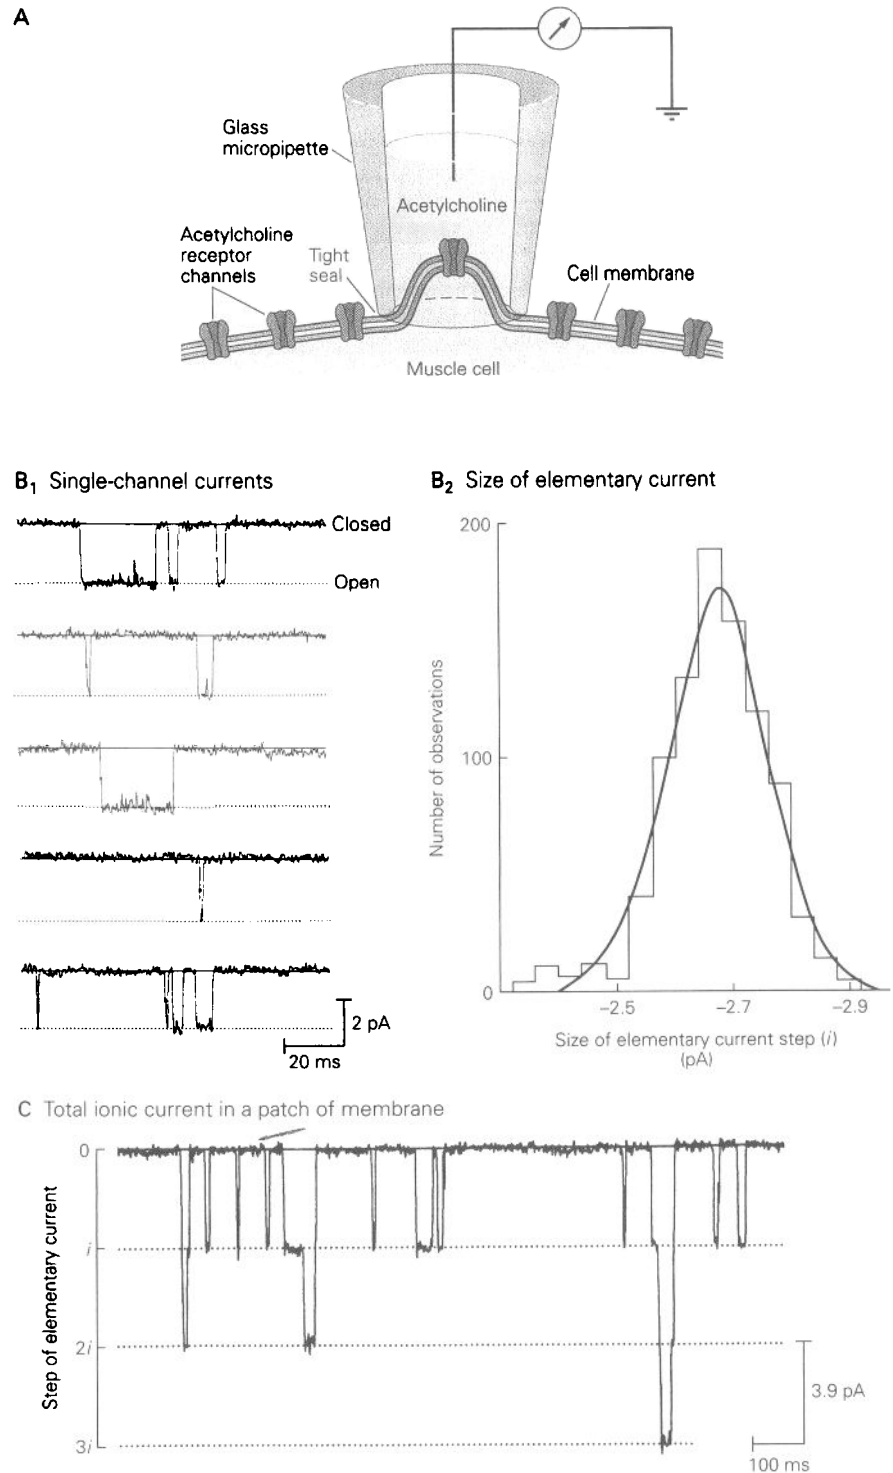 A
Glass
micropipette
Acetylcholine
Acetylcholine
receptor
channels
Tight
seal
Cell membrane
Muscle cell
B₁ Single-channel currents
Closed
Open
2 pA
20 ms
B₂ Size of elementary current
200
100
0
Number of observations
–2.5
–2.7
–2.9
Size of elementary current step (i)
(pA)
C Total ionic current in a patch of membrane
0
i
2i
3i
Step of elementary current
3.9 pA
100 ms